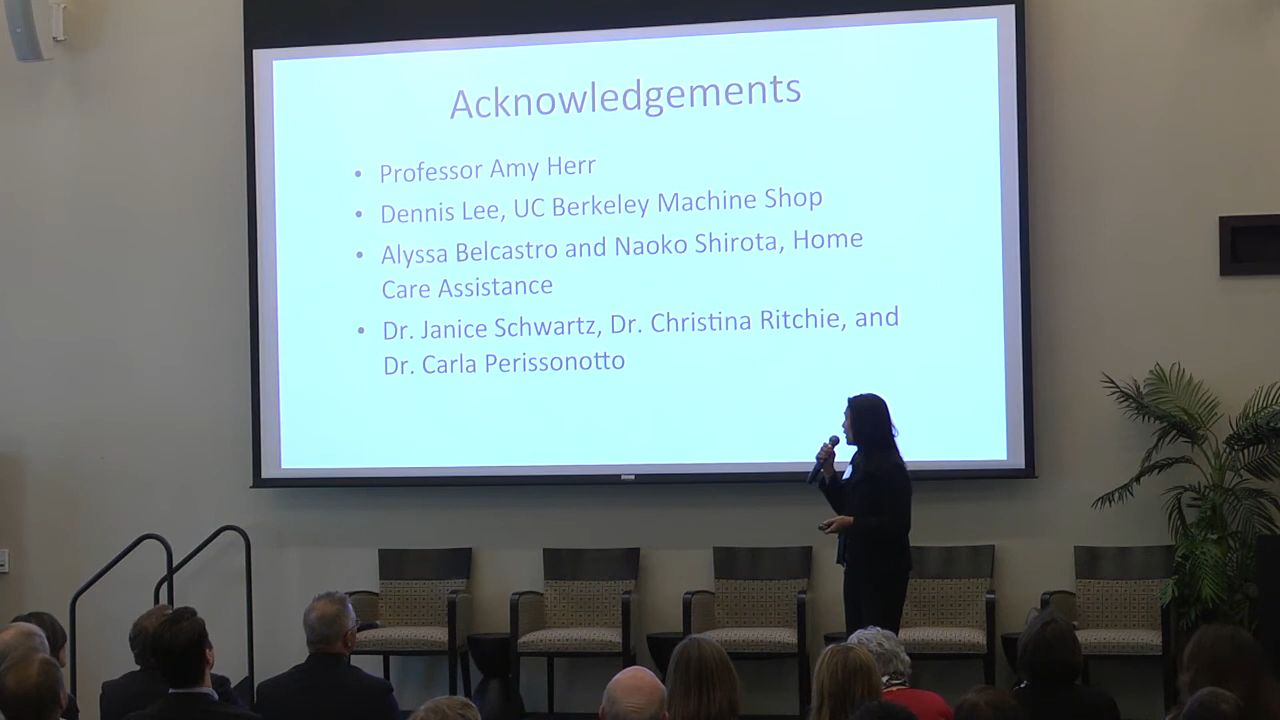 Acknowledgements
• Professor Amy Herr
• Dennis Lee, UC Berkeley Machine Shop
• Alyssa Belcastro and Naoko Shirota, Home
Care Assistance
• Dr. Janice Schwartz, Dr. Christina Ritchie, and
Dr. Carla Perissonotto